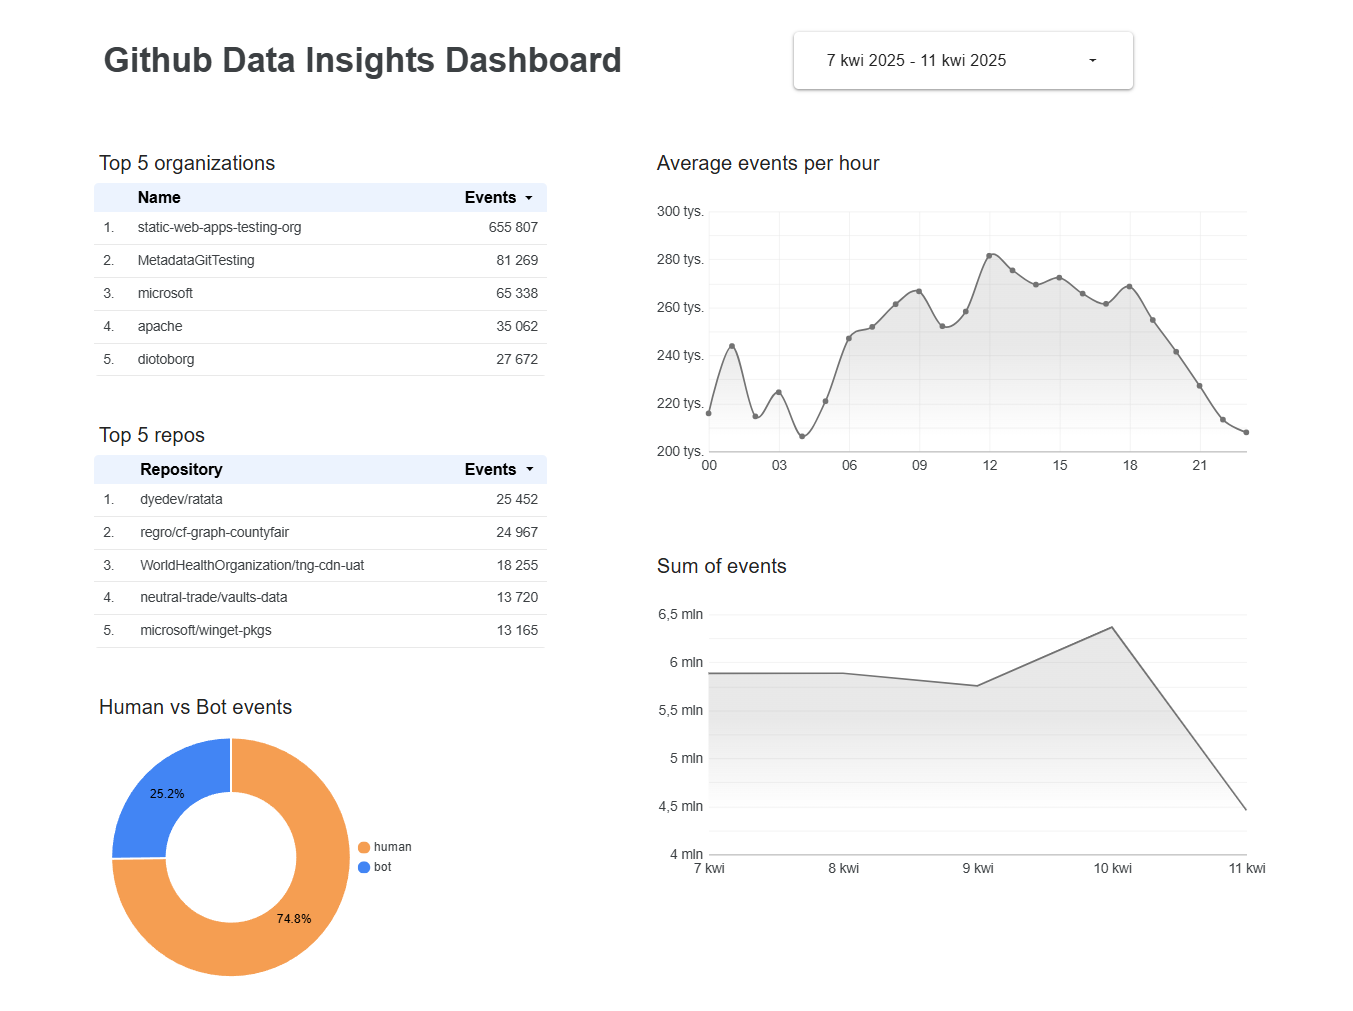 Github Data Insights Dashboard
7 kwi 2025 - 11 kwi 2025
Top 5 organizations
Name Events
1. static-web-apps-testing-org 655 807
2. MetadataGitTesting 81 269
3. microsoft 65 338
4. apache 35 062
5. diotoborg 27 672
Top 5 repos
Repository Events
1. dyedev/ratata 25 452
2. regro/cf-graph-countyfair 24 967
3. WorldHealthOrganization/tng-cdn-uat 18 255
4. neutral-trade/vaults-data 13 720
5. microsoft/winget-pkgs 13 165
Human vs Bot events
25.2%
74.8%
human
bot
Average events per hour
300 tys.
280 tys.
260 tys.
240 tys.
220 tys.
200 tys.
00 03 06 09 12 15 18 21
Sum of events
6,5 mln
6 mln
5,5 mln
5 mln
4,5 mln
4 mln
7 kwi 8 kwi 9 kwi 10 kwi 11 kwi